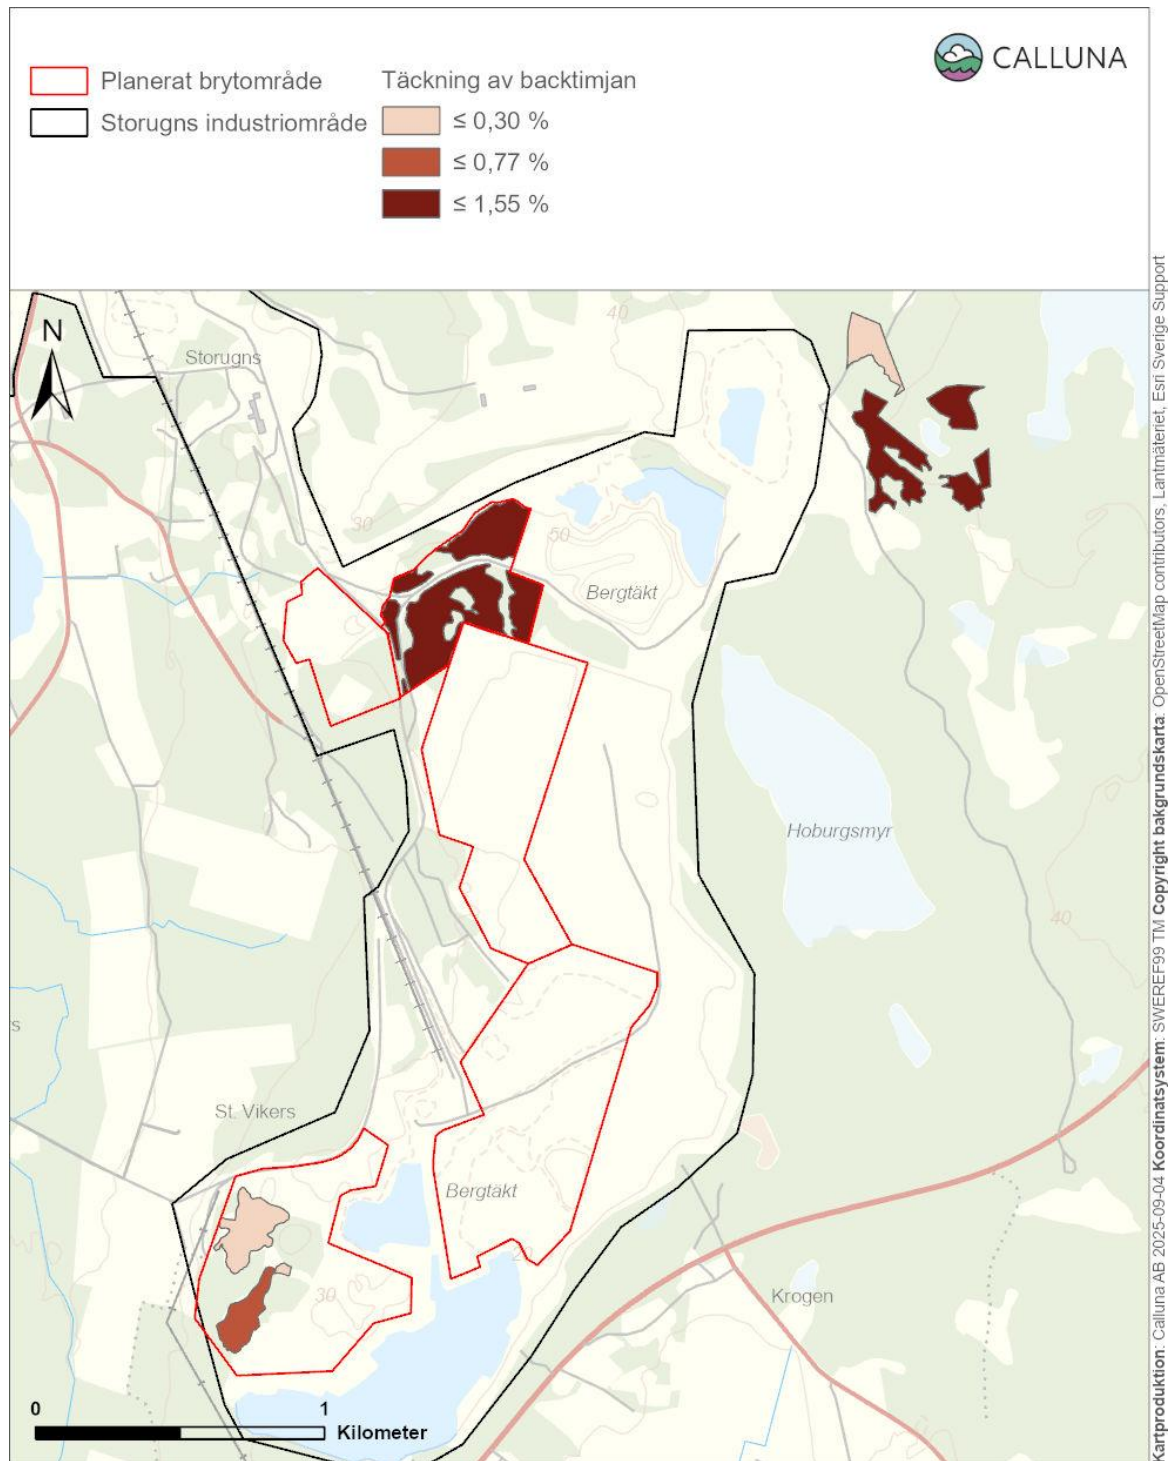 CALLUNA
Planerat brytområde
Storugns industriområde
Täckning av backtimjan
≤ 0,30 %
≤ 0,77 %
≤ 1,55 %
N
Storugns
40
30
50
Bergtäkt
Hoburgsmyr
40
s
St. Vikers
Bergtäkt
2
30
Krogen
0
1
Kilometer
Kartproduktion: Calluna AB 2025-09-04 Koordinatsystem: SWEREF99 TM Copyright bakgrundskarta: OpenStreetMap contributors, Lantmäteriet, Esri Sverige Support